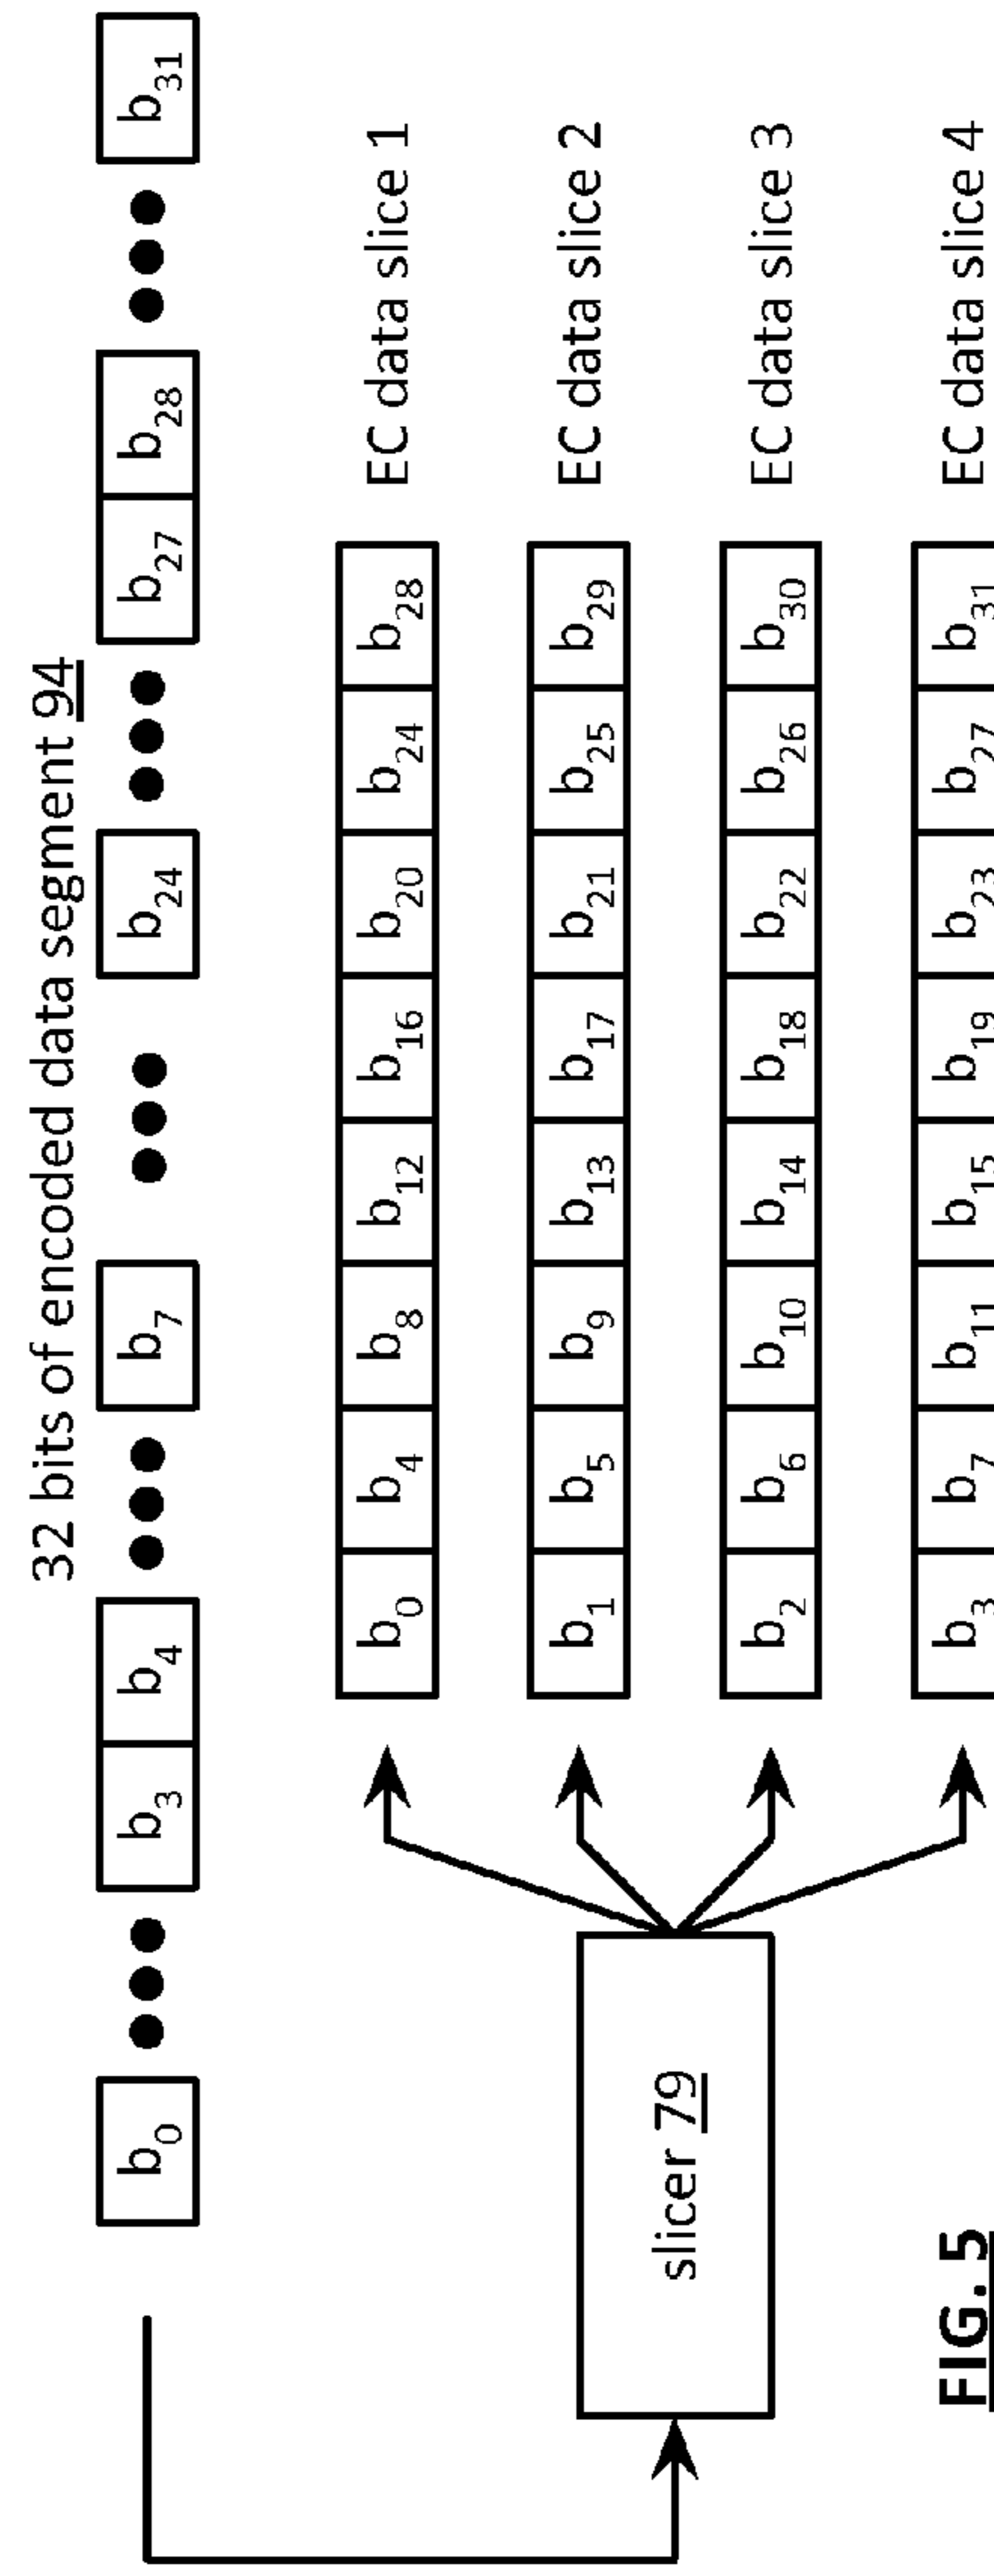 32 bits of encoded data segment 94
b0 b3 b4 b7 b24 b27 b28 b31
b0 b4 b8 b12 b16 b20 b24 b28 EC data slice 1
b1 b5 b9 b13 b17 b21 b25 b29 EC data slice 2
b2 b6 b10 b14 b18 b22 b26 b30 EC data slice 3
b3 b7 b11 b15 b19 b23 b27 b31 EC data slice 4
slicer 79
FIG. 5